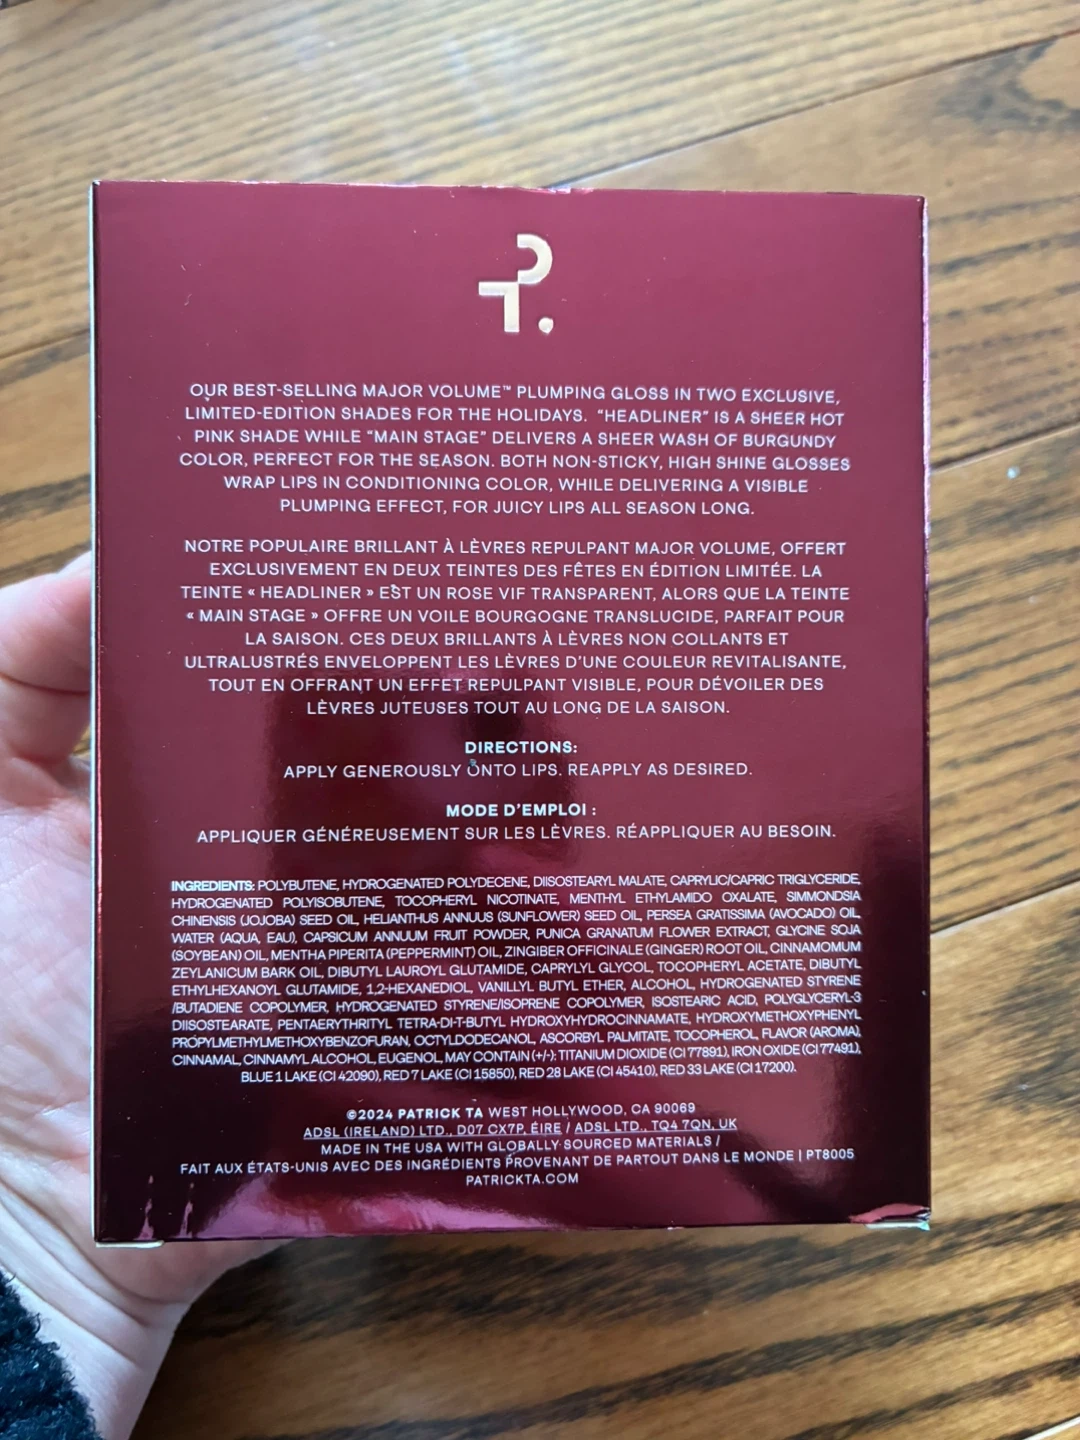 PT.
OUR BEST-SELLING MAJOR VOLUME™ PLUMPING GLOSS IN TWO EXCLUSIVE,
LIMITED-EDITION SHADES FOR THE HOLIDAYS. “HEADLINER” IS A SHEER HOT
PINK SHADE WHILE “MAIN STAGE” DELIVERS A SHEER WASH OF BURGUNDY
COLOR, PERFECT FOR THE SEASON. BOTH NON-STICKY, HIGH SHINE GLOSSES
WRAP LIPS IN CONDITIONING COLOR, WHILE DELIVERING A VISIBLE
PLUMPING EFFECT, FOR JUICY LIPS ALL SEASON LONG.
NOTRE POPULAIRE BRILLANT À LÈVRES REPULPANT MAJOR VOLUME, OFFERT
EXCLUSIVEMENT EN DEUX TEINTES DES FÊTES EN ÉDITION LIMITÉE. LA
TEINTE « HEADLINER » EST UN ROSE VIF TRANSPARENT, ALORS QUE LA TEINTE
« MAIN STAGE » OFFRE UN VOILE BOURGOGNE TRANSLUCIDE, PARFAIT POUR
LA SAISON. CES DEUX BRILLANTS À LÈVRES NON COLLANTS ET
ULTRALUSTRÉS ENVELOPPENT LES LÈVRES D’UNE COULEUR REVITALISANTE,
TOUT EN OFFRANT UN EFFET REPULPANT VISIBLE, POUR DÉVOILER DES
LÈVRES JUTEUSES TOUT AU LONG DE LA SAISON.
DIRECTIONS:
APPLY GENEROUSLY ONTO LIPS. REAPPLY AS DESIRED.
MODE D’EMPLOI :
APPLIQUER GÉNÉREUSEMENT SUR LES LÈVRES. RÉAPPLIQUER AU BESOIN.
INGREDIENTS: POLYBUTENE, HYDROGENATED POLYDECENE, DIISOSTEARYL MALATE, CAPRYLIC/CAPRIC TRIGLYCERIDE,
HYDROGENATED POLYISOBUTENE, TOCOPHERYL NICOTINATE, MENTHYL ETHYLAMIDO OXALATE, SIMMONDSIA
CHINENSIS (JOJOBA) SEED OIL, HELIANTHUS ANNUUS (SUNFLOWER) SEED OIL, PERSEA GRATISSIMA (AVOCADO) OIL,
WATER (AQUA, EAU), CAPSICUM ANNUUM FRUIT POWDER, PUNICA GRANATUM FLOWER EXTRACT, GLYCINE SOJA
(SOYBEAN) OIL, MENTHA PIPERITA (PEPPERMINT) OIL, ZINGIBER OFFICINALE (GINGER) ROOT OIL, CINNAMOMUM
ZEYLANICUM BARK OIL, DIBUTYL LAUROYL GLUTAMIDE, CAPRYLYL GLYCOL, TOCOPHERYL ACETATE, DIBUTYL
ETHYLHEXANOYL GLUTAMIDE, 1,2-HEXANEDIOL, VANILLYL BUTYL ETHER, ALCOHOL, HYDROGENATED STYRENE
/BUTADIENE COPOLYMER, HYDROGENATED STYRENE/ISOPRENE COPOLYMER, ISOSTEARIC ACID, POLYGLYCERYL-3
DIISOSTEARATE, PENTAERYTHRITYL TETRA-DI-T-BUTYL HYDROXYHYDROCINNAMATE, HYDROXYMETHOXYPHENYL
PROPYLMETHYLMETHOXYBENZOFURAN, OCTYLDODECANOL, ASCORBYL PALMITATE, TOCOPHEROL, FLAVOR (AROMA),
CINNAMAL, CINNAMYL ALCOHOL, EUGENOL, MAY CONTAIN (+/-): TITANIUM DIOXIDE (CI 77891), IRON OXIDE (CI 77491),
BLUE 1 LAKE (CI 42090), RED 7 LAKE (CI 15850), RED 28 LAKE (CI 45410), RED 33 LAKE (CI 17200).
©2024 PATRICK TA WEST HOLLYWOOD, CA 90069
ADSL (IRELAND) LTD., D07 CX7P, ÉIRE / ADSL LTD., TQ4 7QN, UK
MADE IN THE USA WITH GLOBALLY SOURCED MATERIALS /
FAIT AUX ÉTATS-UNIS AVEC DES INGRÉDIENTS PROVENANT DE PARTOUT DANS LE MONDE | PT8005
PATRICKTA.COM